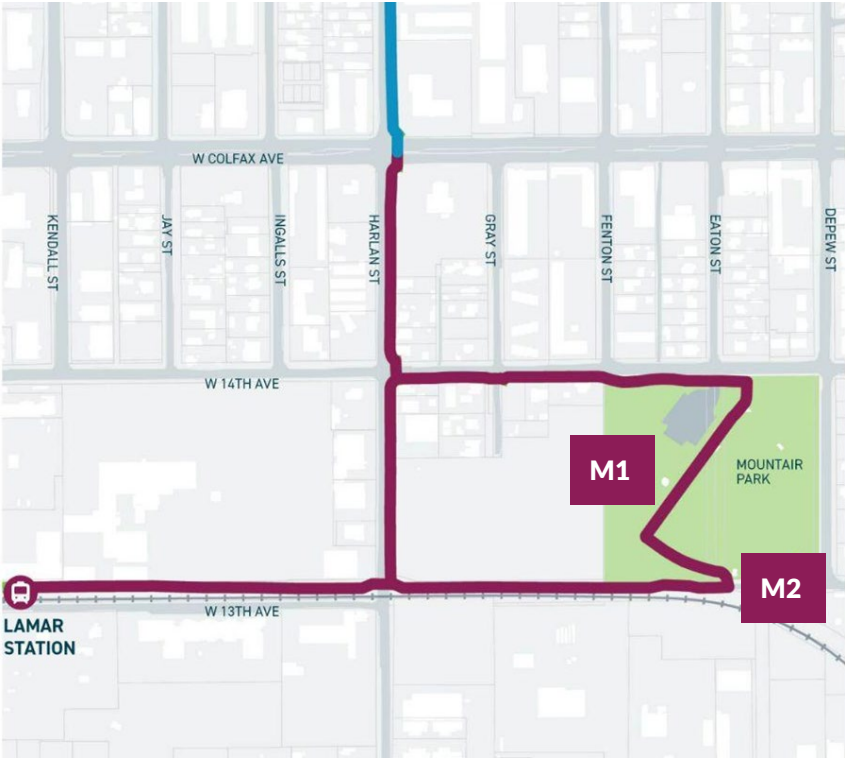 W COLFAX AVE
KENDALL ST
JAY ST
INGALLS ST
HARLAN ST
GRAY ST
FENTON ST
EATON ST
DEPEW ST
W 14TH AVE
M1
MOUNTAIR
PARK
M2
W 13TH AVE
LAMAR
STATION